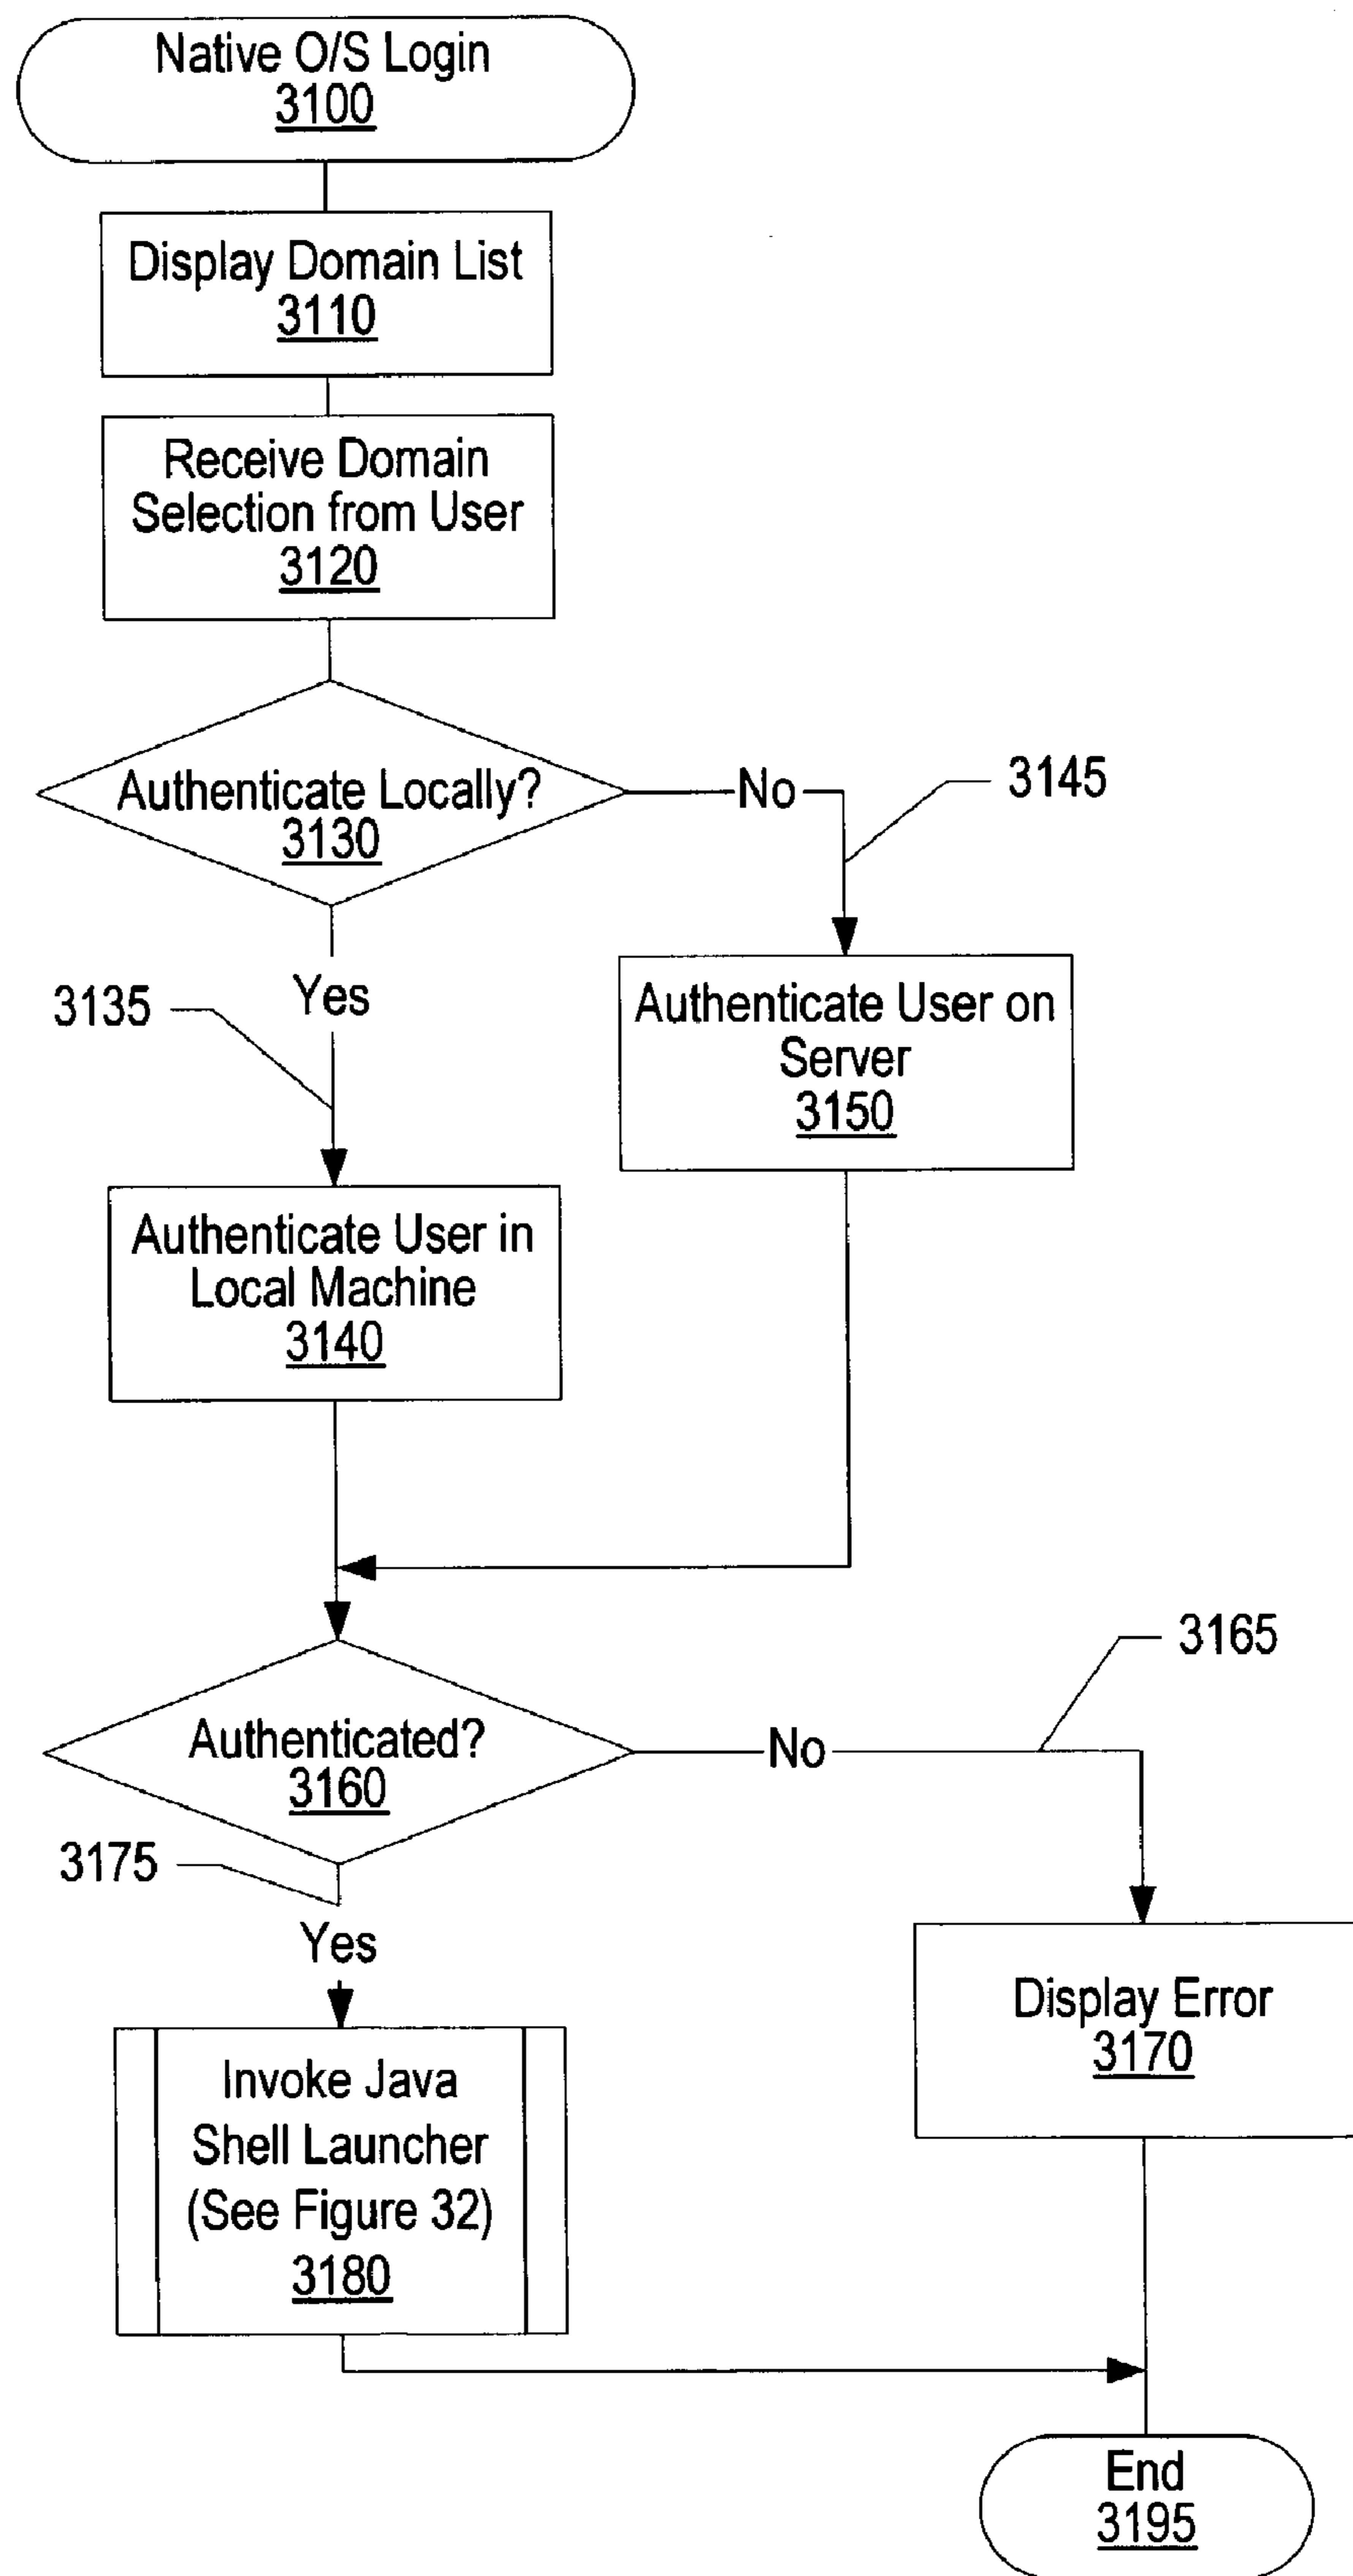 Native O/S Login
3100
Display Domain List
3110
Receive Domain
Selection from User
3120
Authenticate Locally?
3130
No
3145
Yes
3135
Authenticate User on
Server
3150
Authenticate User in
Local Machine
3140
Authenticated?
3160
No
3165
3175
Yes
Display Error
3170
Invoke Java
Shell Launcher
(See Figure 32)
3180
End
3195